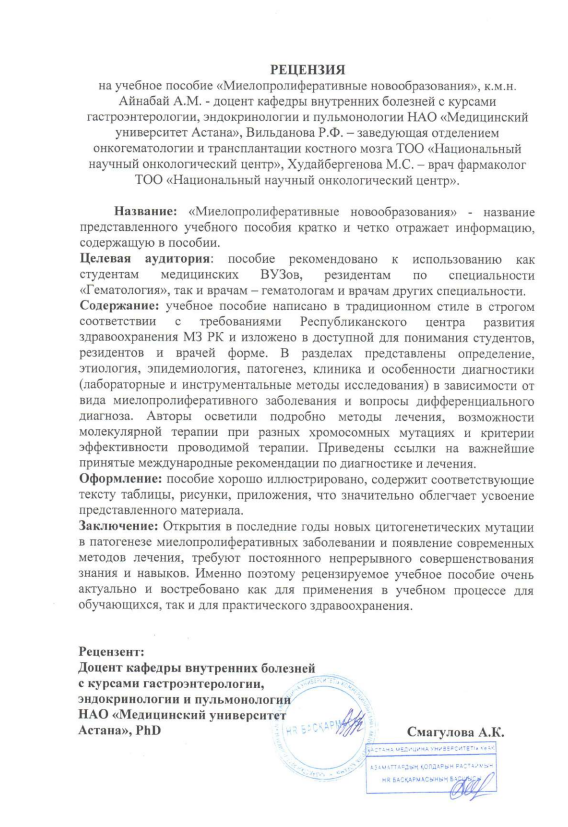 РЕЦЕНЗИЯ
на учебное пособие «Миелопролиферативные новообразования», к.м.н.
Айнабай А.М. - доцент кафедры внутренних болезней с курсами
гастроэнтерологии, эндокринологии и пульмонологии НАО «Медицинский
университет Астана», Вильданова Р.Ф. – заведующая отделением
онкогематологии и трансплантации костного мозга ТОО «Национальный
научный онкологический центр», Худайбергенова М.С. – врач фармаколог
ТОО «Национальный научный онкологический центр».
Название: «Миелопролиферативные новообразования» - название
представленного учебного пособия кратко и четко отражает информацию,
содержащую в пособии.
Целевая аудитория: пособие рекомендовано к использованию как
студентам медицинских ВУЗов, резидентам по специальности
«Гематология», так и врачам – гематологам и врачам других специальности.
Содержание: учебное пособие написано в традиционном стиле в строгом
соответствии с требованиями Республиканского центра развития
здравоохранения МЗ РК и изложено в доступной для понимания студентов,
резидентов и врачей форме. В разделах представлены определение,
этиология, эпидемиология, патогенез, клиника и особенности диагностики
(лабораторные и инструментальные методы исследования) в зависимости от
вида миелопролиферативного заболевания и вопросы дифференциального
диагноза. Авторы осветили подробно методы лечения, возможности
молекулярной терапии при разных хромосомных мутациях и критерии
эффективности проводимой терапии. Приведены ссылки на важнейшие
принятые международные рекомендации по диагностике и лечения.
Оформление: пособие хорошо иллюстрировано, содержит соответствующие
тексту таблицы, рисунки, приложения, что значительно облегчает усвоение
представленного материала.
Заключение: Открытия в последние годы новых цитогенетических мутации
в патогенезе миелопролиферативных заболевании и появление современных
методов лечения, требуют постоянного непрерывного совершенствования
знания и навыков. Именно поэтому рецензируемое учебное пособие очень
актуально и востребовано как для применения в учебном процессе для
обучающихся, так и для практического здравоохранения.
Рецензент:
Доцент кафедры внутренних болезней
с курсами гастроэнтерологии,
эндокринологии и пульмонологии
НАО «Медицинский университет
Астана», PhD
Смагулова А.К.
HR БАСҚАРМА
«АСТАНА МЕДИЦИНА УНИВЕРСИТЕТІ» КЕАҚ
АЗАМАТТАРДЫҢ ҚОЛДАРЫН РАСТАЙМЫН
HR БАСҚАРМАСЫНЫҢ БАСШЫСЫ